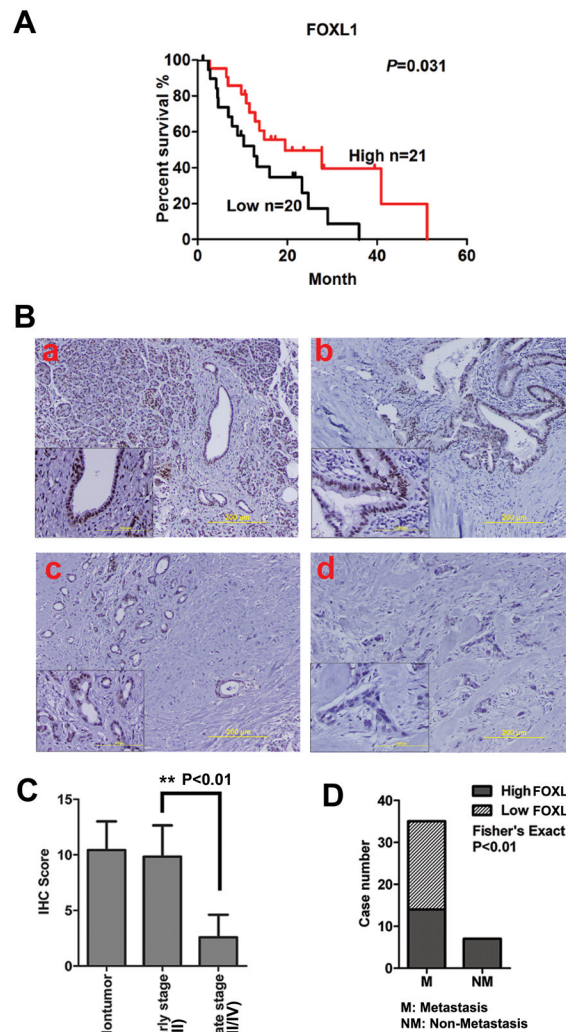 A
FOXL1
P=0.031
Percent survival %
100
80
60
40
20
0
High n=21
Low n=20
0
20
40
60
Month
B
a
200 µm
b
200 µm
c
200 µm
d
200 µm
C
** P<0.01
IHC Score
15
10
5
0
D
High FOXL
Low FOXL
Fisher's Exact
P<0.01
Case number
40
30
20
10
0
M
NM
M: Metastasis
NM: Non-Metastasis